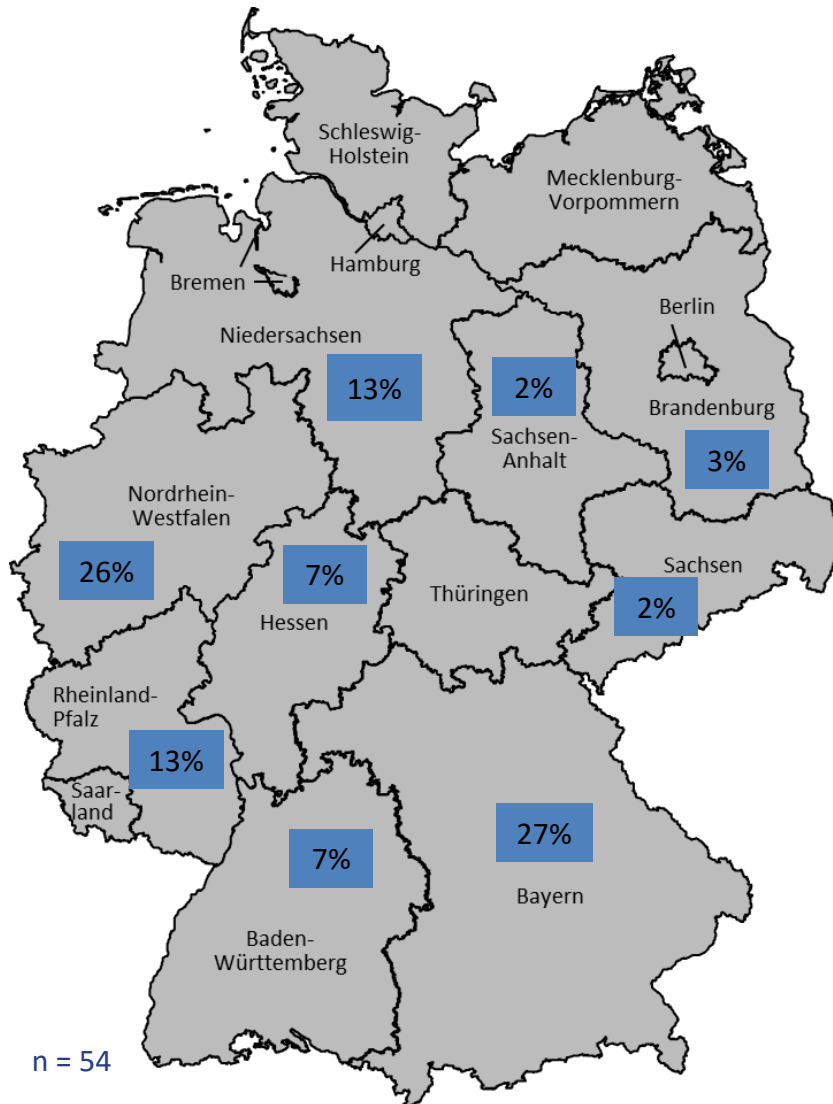 Schleswig-
Holstein
Mecklenburg-
Vorpommern
Hamburg
Bremen
Berlin
Niedersachsen
13%
2%
Brandenburg
Sachsen-
Anhalt
3%
Nordrhein-
Westfalen
26%
7%
Hessen
Thüringen
Sachsen
2%
Rheinland-
Pfalz
13%
Saar-
land
27%
7%
Bayern
Baden-
Württemberg
n = 54